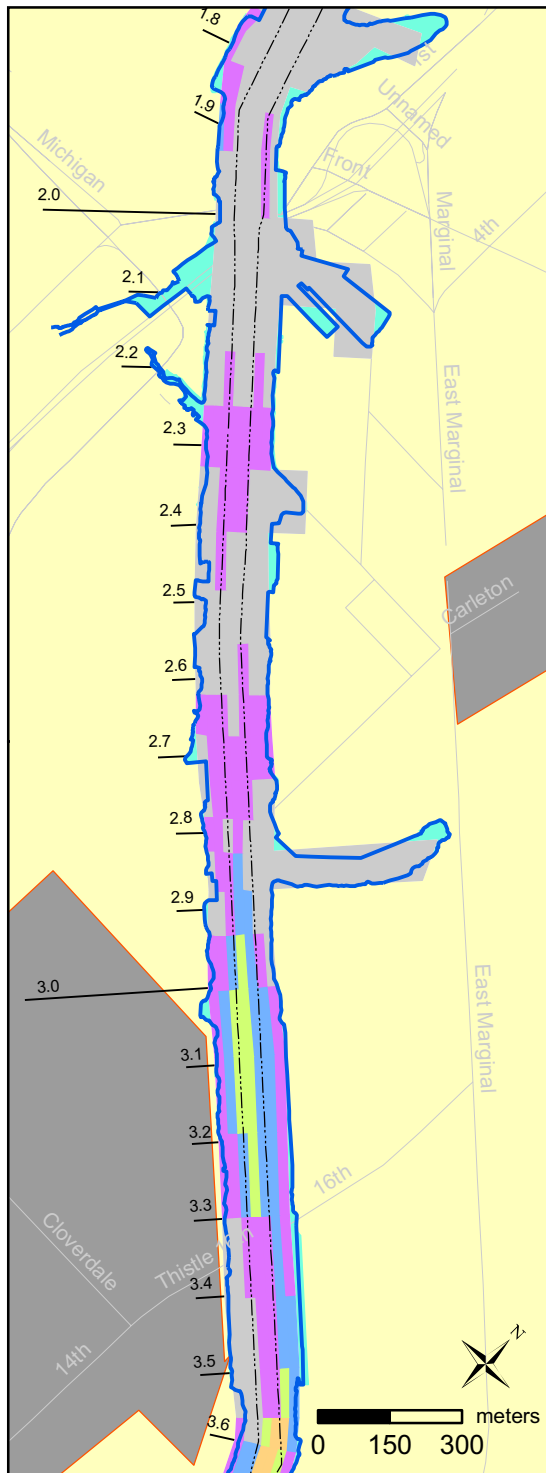 1.8
1st
1.9
Unnamed
Michigan
Front
2.0
Marginal
4th
2.1
2.2
East Marginal
2.3
2.4
2.5
Carleton
2.6
2.7
2.8
2.9
3.0
East Marginal
3.1
3.2
16th
3.3
Cloverdale
Thistle
3.4
14th
3.5
N
3.6
meters
0 150 300